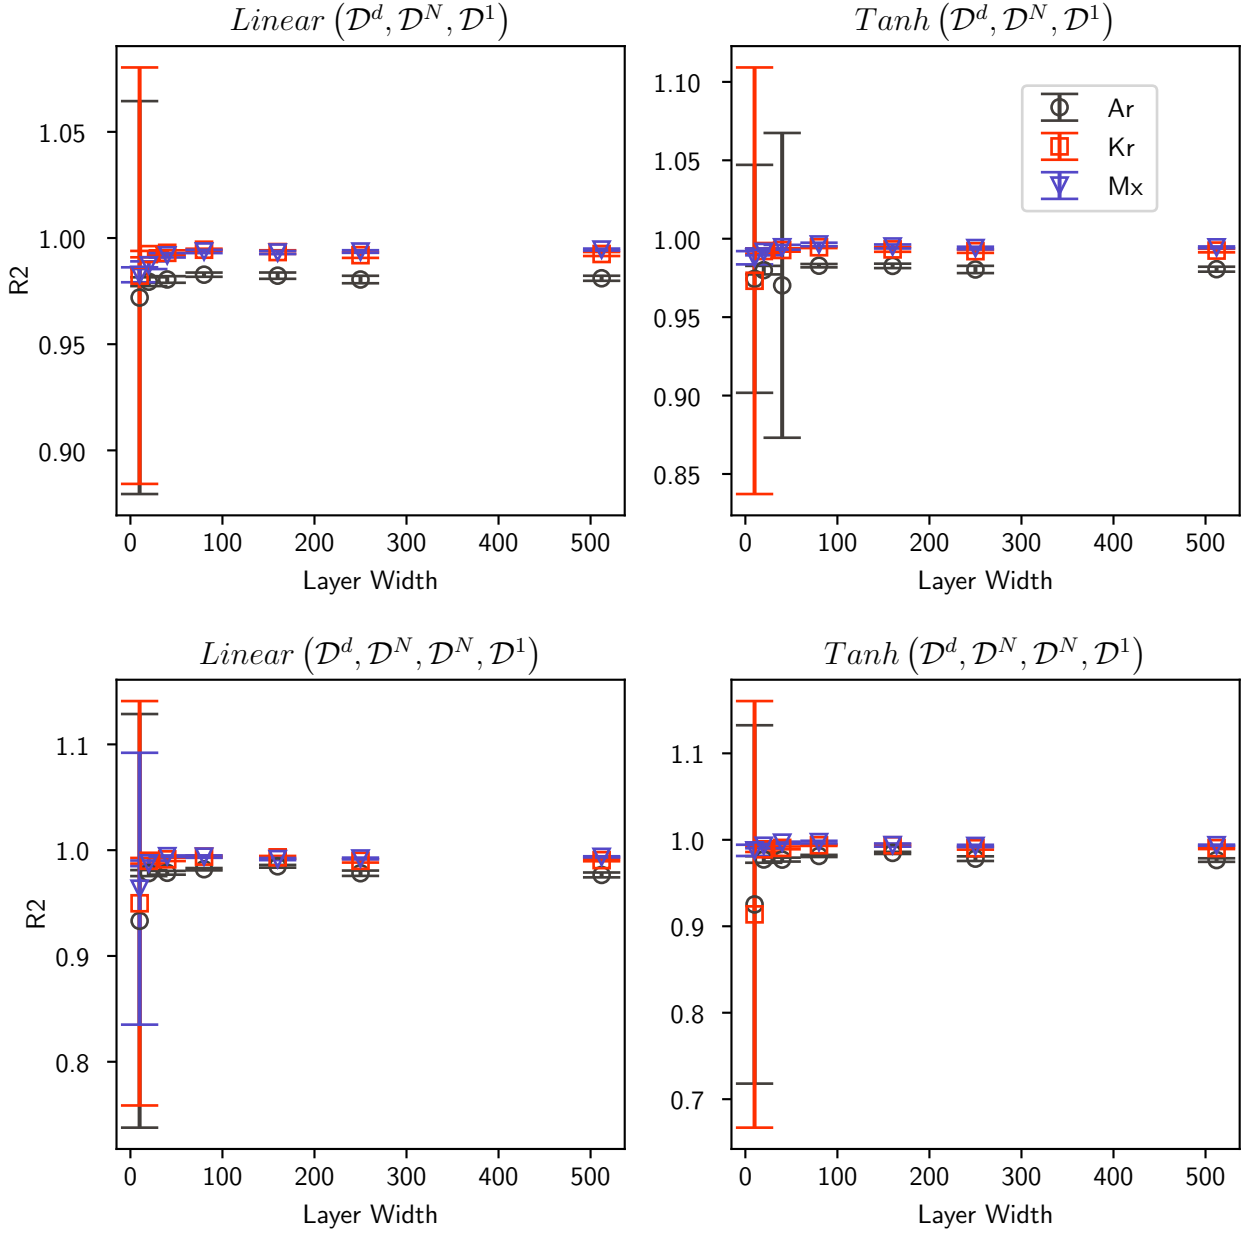 Linear (𝒟^d, 𝒟^N, 𝒟^1)
1.05
1.00
0.95
0.90
R2
0 100 200 300 400 500
Layer Width
Tanh (𝒟^d, 𝒟^N, 𝒟^1)
1.10
1.05
1.00
0.95
0.90
0.85
Ar
Kr
Mx
0 100 200 300 400 500
Layer Width
Linear (𝒟^d, 𝒟^N, 𝒟^N, 𝒟^1)
1.1
1.0
0.9
0.8
R2
0 100 200 300 400 500
Layer Width
Tanh (𝒟^d, 𝒟^N, 𝒟^N, 𝒟^1)
1.1
1.0
0.9
0.8
0.7
0 100 200 300 400 500
Layer Width